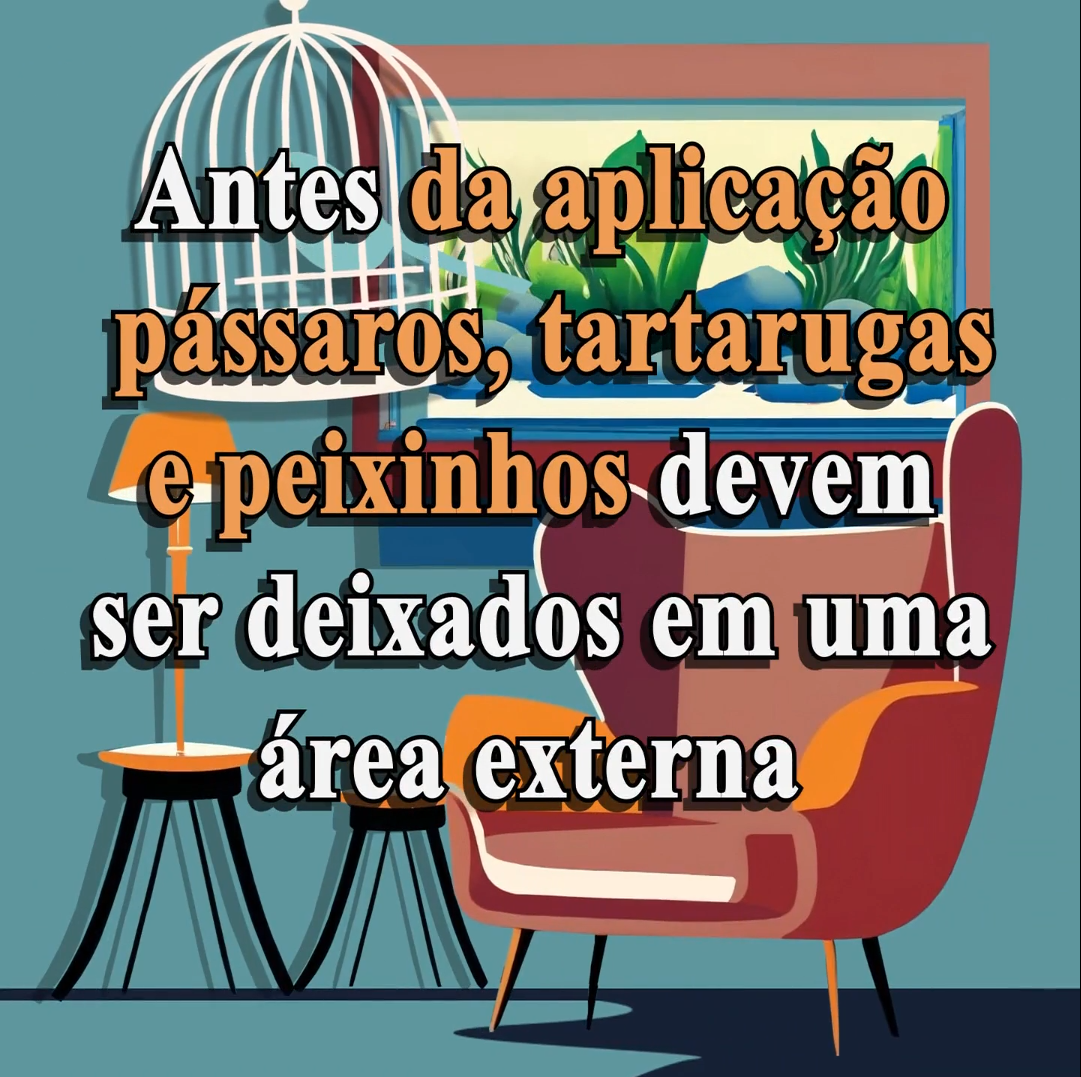 Antes da aplicação
pássaros, tartarugas
e peixinhos devem
ser deixados em uma
área externa